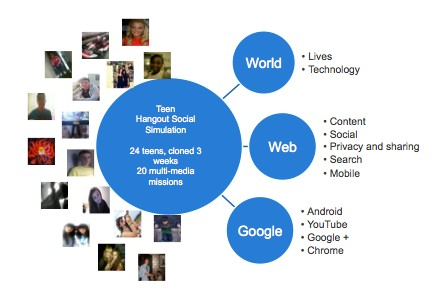 Teen
Hangout Social
Simulation
24 teens, cloned 3
weeks
20 multi-media
missions
World
• Lives
• Technology
Web
• Content
• Social
• Privacy and sharing
• Search
• Mobile
Google
• Android
• YouTube
• Google +
• Chrome